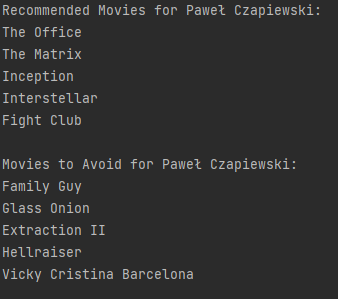 Recommended Movies for Paweł Czapiewski:
The Office
The Matrix
Inception
Interstellar
Fight Club
Movies to Avoid for Paweł Czapiewski:
Family Guy
Glass Onion
Extraction II
Hellraiser
Vicky Cristina Barcelona